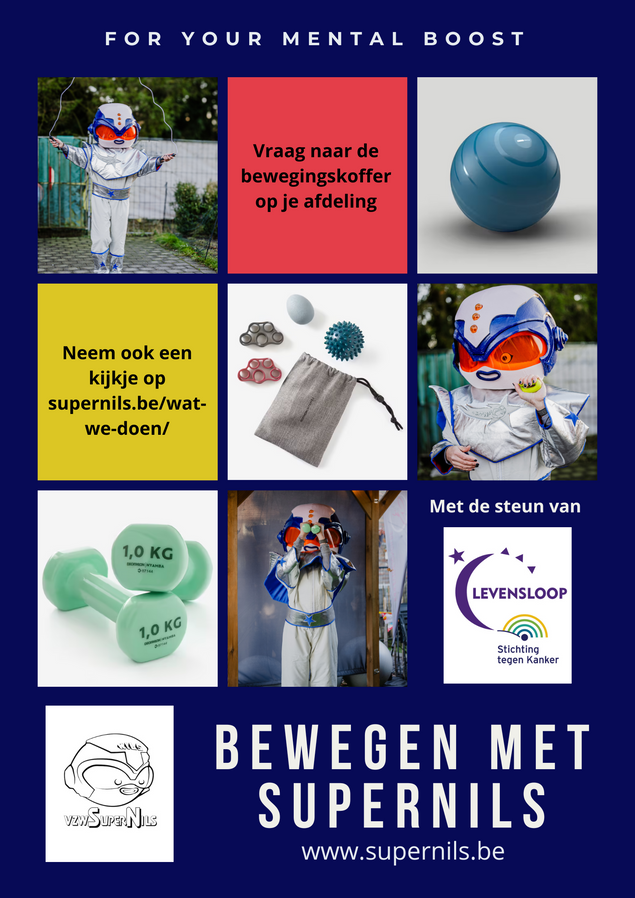 FOR YOUR MENTAL BOOST
Vraag naar de
bewegingskoffer
op je afdeling
Neem ook een
kijkje op
supernils.be/wat-
we-doen/
1,0 KG
1,0 KG
Met de steun van
LEVENSLOOP
Stichting
tegen Kanker
vzwSuperNils
BEWEGEN MET
SUPERNILS
www.supernils.be